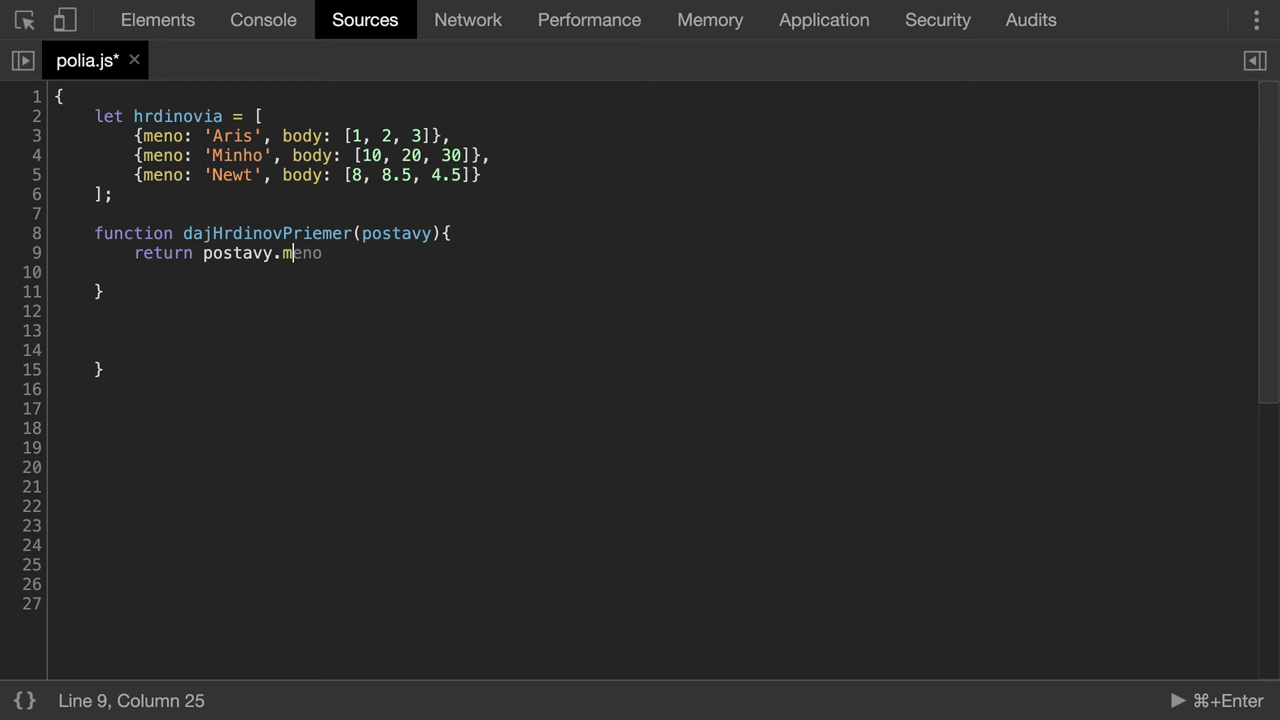 Elements Console Sources Network Performance Memory Application Security Audits
polia.js* ×
1 {
2 let hrdinovia = [
3 {meno: 'Aris', body: [1, 2, 3]},
4 {meno: 'Minho', body: [10, 20, 30]},
5 {meno: 'Newt', body: [8, 8.5, 4.5]}
6 ];
7
8 function dajHrdinovPriemer(postavy){
9 return postavy.meno
10
11 }
12
13
14
15 }
16
17
18
19
20
21
22
23
24
25
26
27
{} Line 9, Column 25 ▶ ⌘+Enter